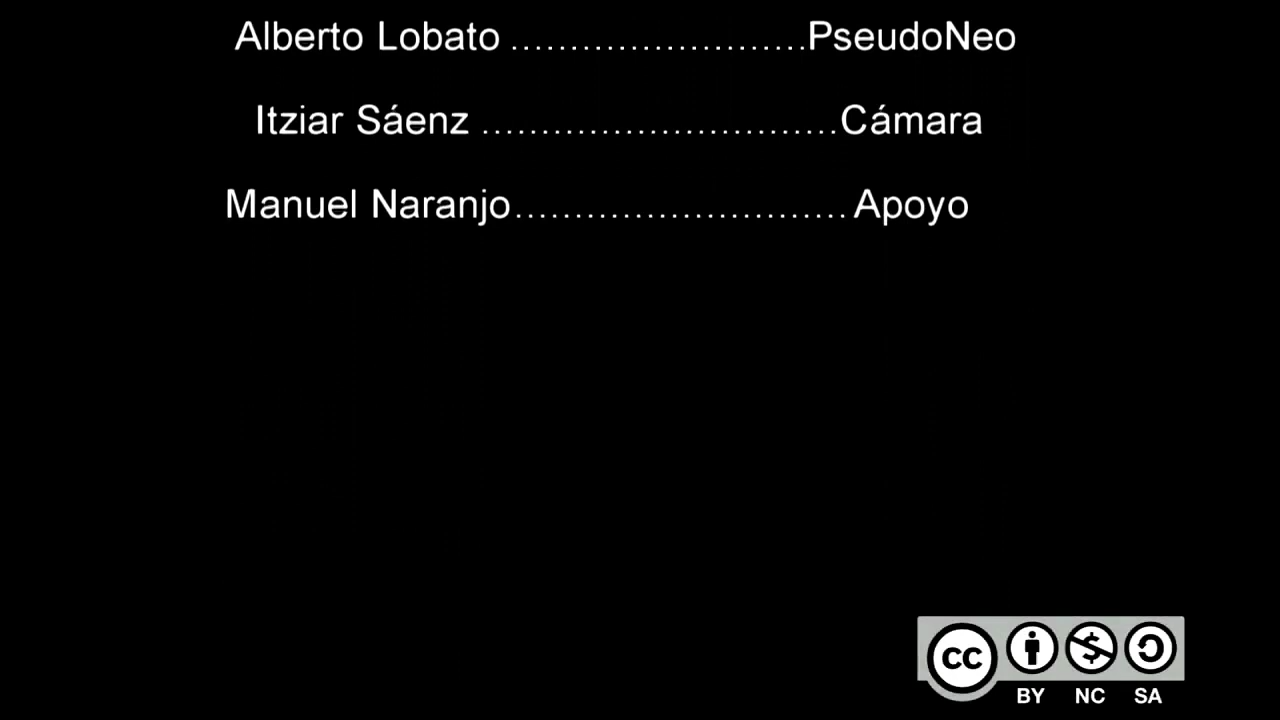 Alberto Lobato .........................PseudoNeo
Itziar Sáenz ..............................Cámara
Manuel Naranjo............................ Apoyo
CC
BY NC SA